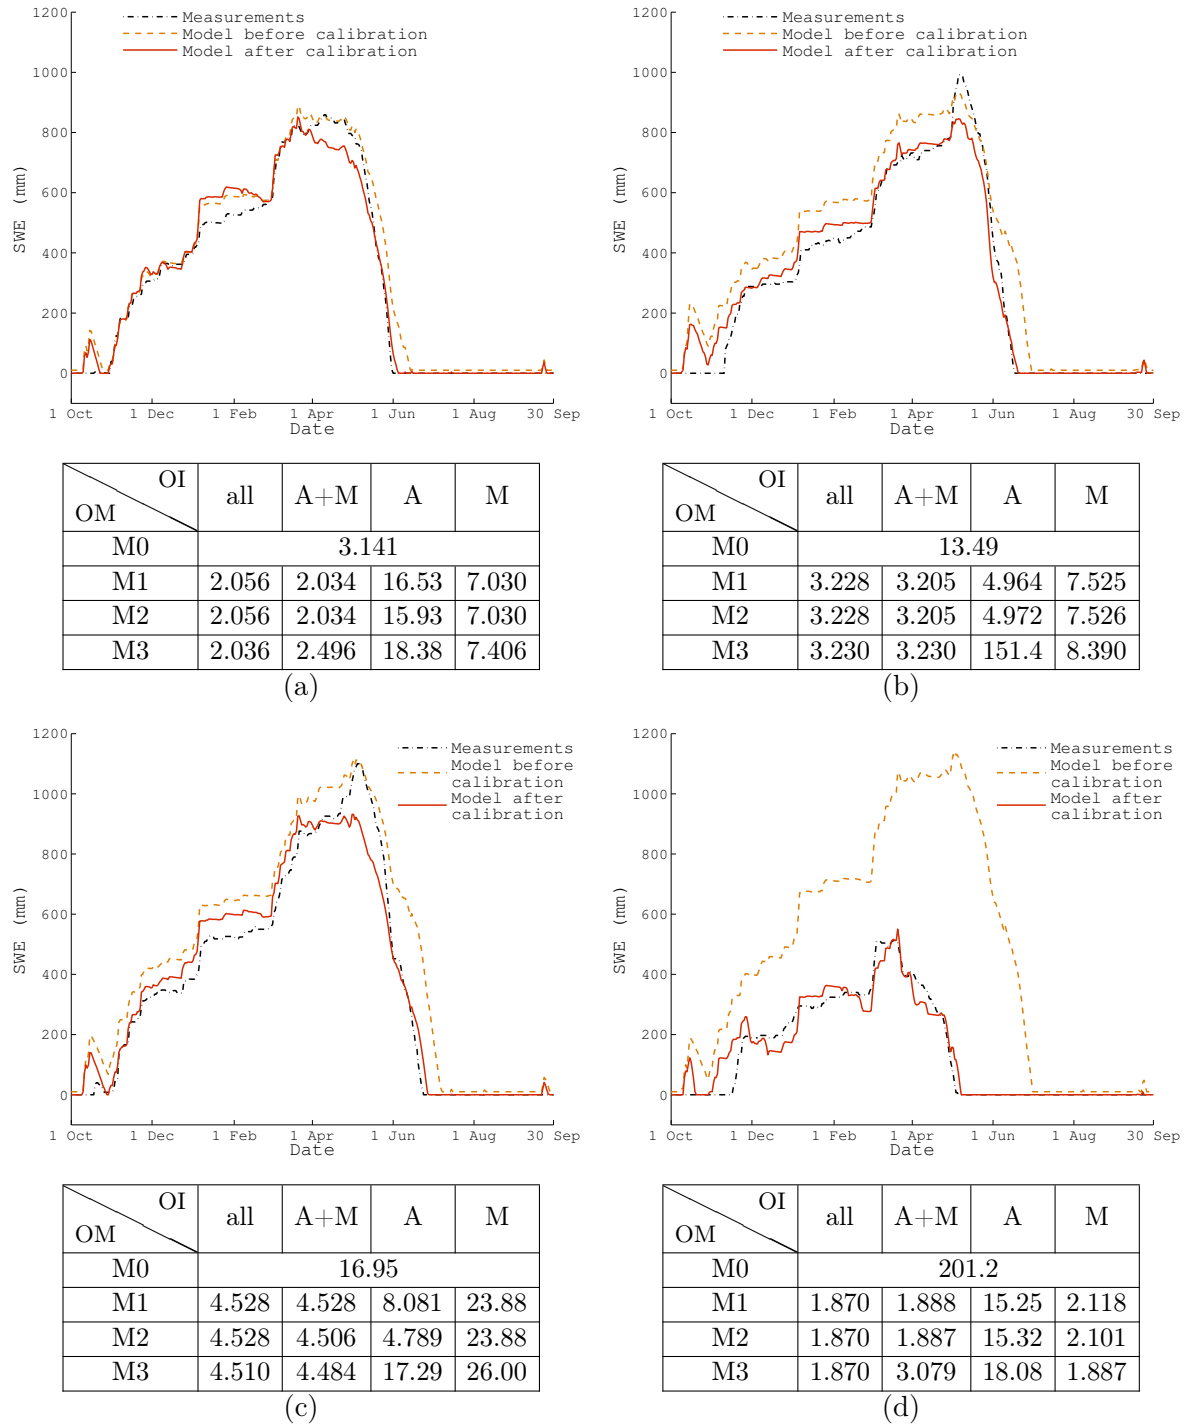 Measurements
Model before calibration
Model after calibration
1200
1000
800
600
400
200
0
SWE (mm)
1 Oct 1 Dec 1 Feb 1 Apr 1 Jun 1 Aug 30 Sep
Date
OI
OM
all A+M A M
M0 3.141
M1 2.056 2.034 16.53 7.030
M2 2.056 2.034 15.93 7.030
M3 2.036 2.496 18.38 7.406
(a)
Measurements
Model before calibration
Model after calibration
1200
1000
800
600
400
200
0
SWE (mm)
1 Oct 1 Dec 1 Feb 1 Apr 1 Jun 1 Aug 30 Sep
Date
OI
OM
all A+M A M
M0 13.49
M1 3.228 3.205 4.964 7.525
M2 3.228 3.205 4.972 7.526
M3 3.230 3.230 151.4 8.390
(b)
Measurements
Model before
calibration
Model after
calibration
1200
1000
800
600
400
200
0
SWE (mm)
1 Oct 1 Dec 1 Feb 1 Apr 1 Jun 1 Aug 30 Sep
Date
OI
OM
all A+M A M
M0 16.95
M1 4.528 4.528 8.081 23.88
M2 4.528 4.506 4.789 23.88
M3 4.510 4.484 17.29 26.00
(c)
Measurements
Model before
calibration
Model after
calibration
1200
1000
800
600
400
200
0
SWE (mm)
1 Oct 1 Dec 1 Feb 1 Apr 1 Jun 1 Aug 30 Sep
Date
OI
OM
all A+M A M
M0 201.2
M1 1.870 1.888 15.25 2.118
M2 1.870 1.887 15.32 2.101
M3 1.870 3.079 18.08 1.887
(d)